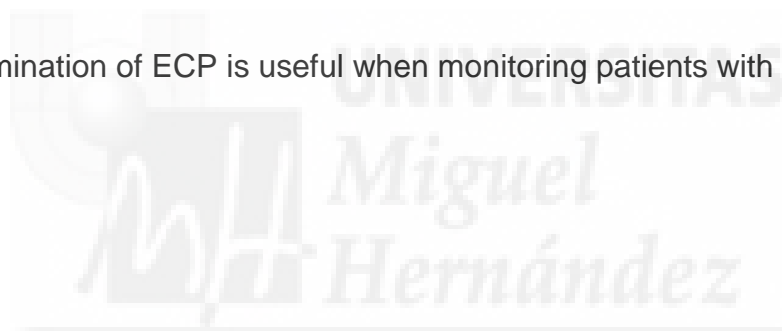 mination of ECP is useful when monitoring patients with
UNIVERSITAS
Miguel
Hernández